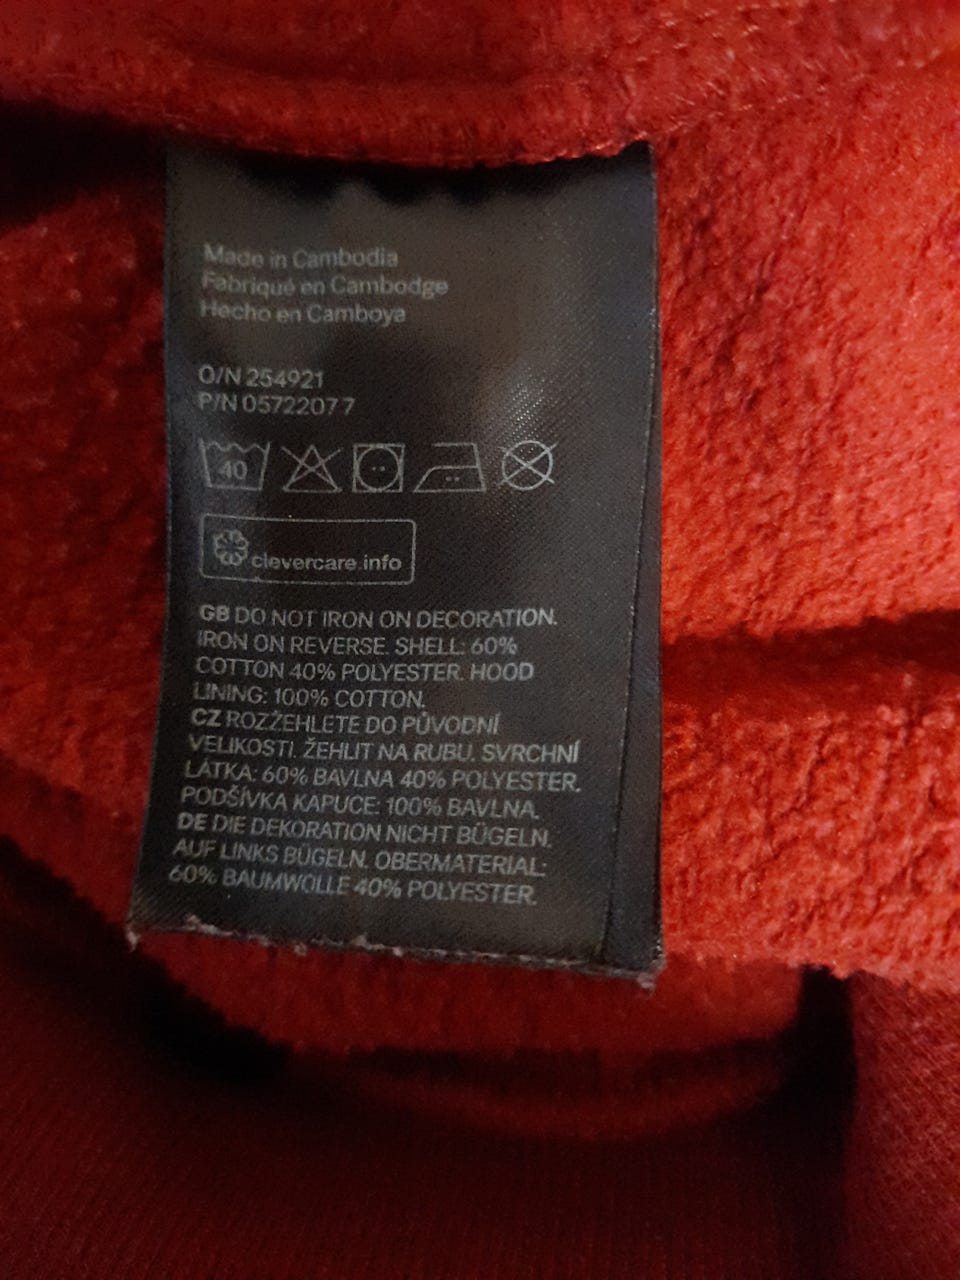 Made in Cambodia
Fabriqué en Cambodge
Hecho en Camboya
O/N 254921
P/N 0572207 7
40
clevercare.info
GB DO NOT IRON ON DECORATION.
IRON ON REVERSE. SHELL: 60%
COTTON 40% POLYESTER. HOOD
LINING: 100% COTTON.
CZ ROZŽEHLETE DO PŮVODNÍ
VELIKOSTI. ŽEHLIT NA RUBU. SVRCHNÍ
LÁTKA: 60% BAVLNA 40% POLYESTER.
PODŠÍVKA KAPUCE: 100% BAVLNA.
DE DIE DEKORATION NICHT BÜGELN.
AUF LINKS BÜGELN. OBERMATERIAL:
60% BAUMWOLLE 40% POLYESTER.